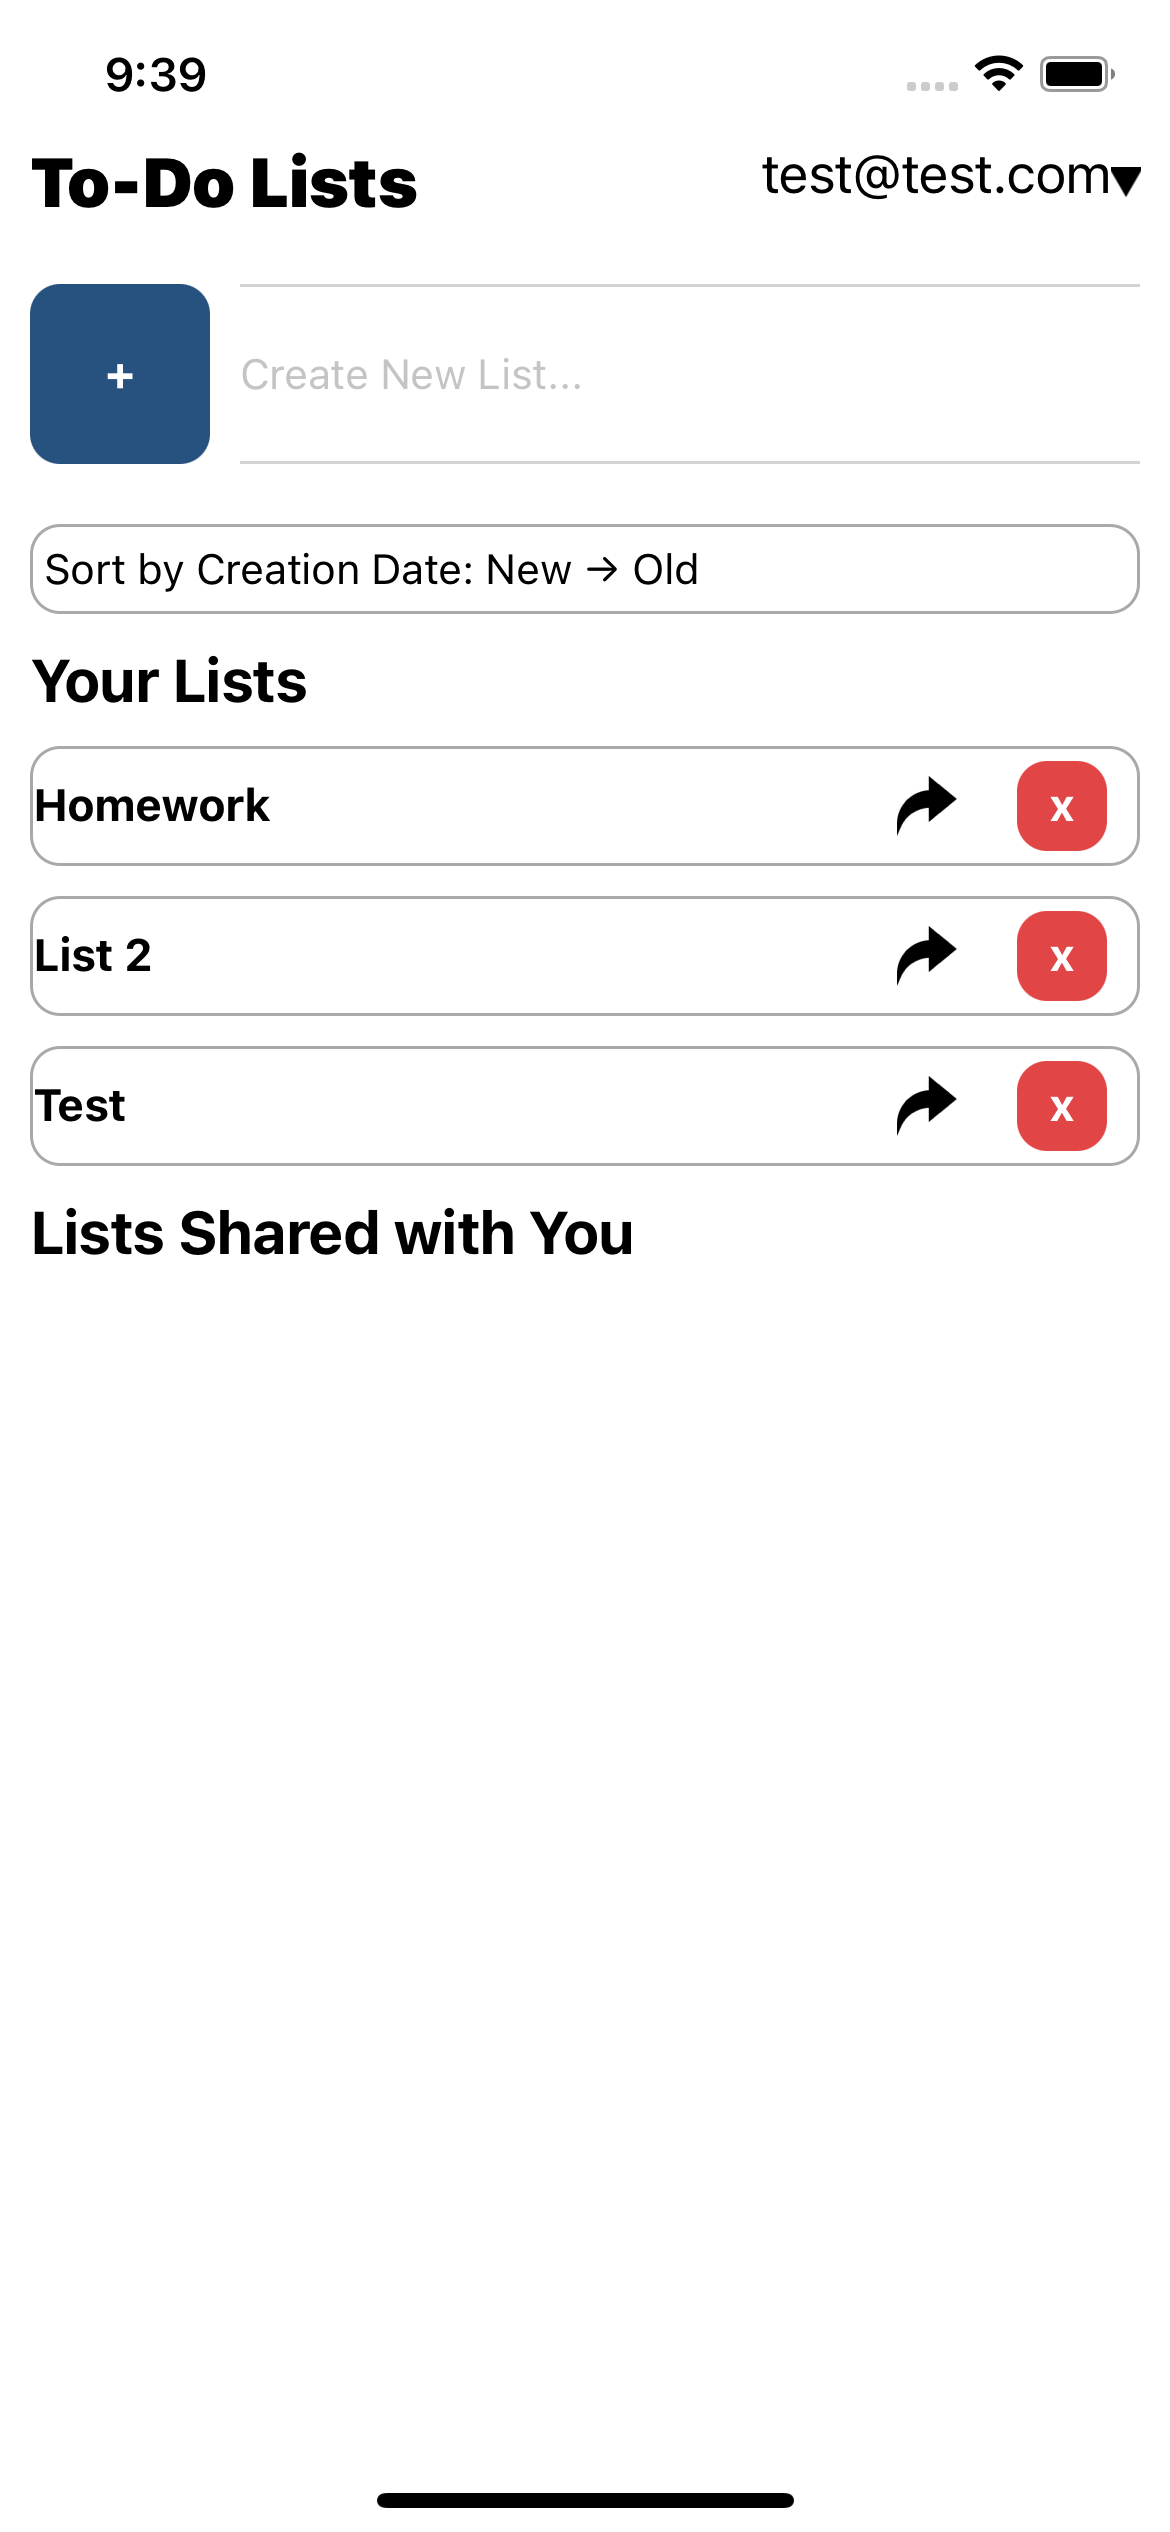 9:39
To-Do Lists
test@test.com▼
+
Create New List...
Sort by Creation Date: New → Old
Your Lists
Homework
x
List 2
x
Test
x
Lists Shared with You